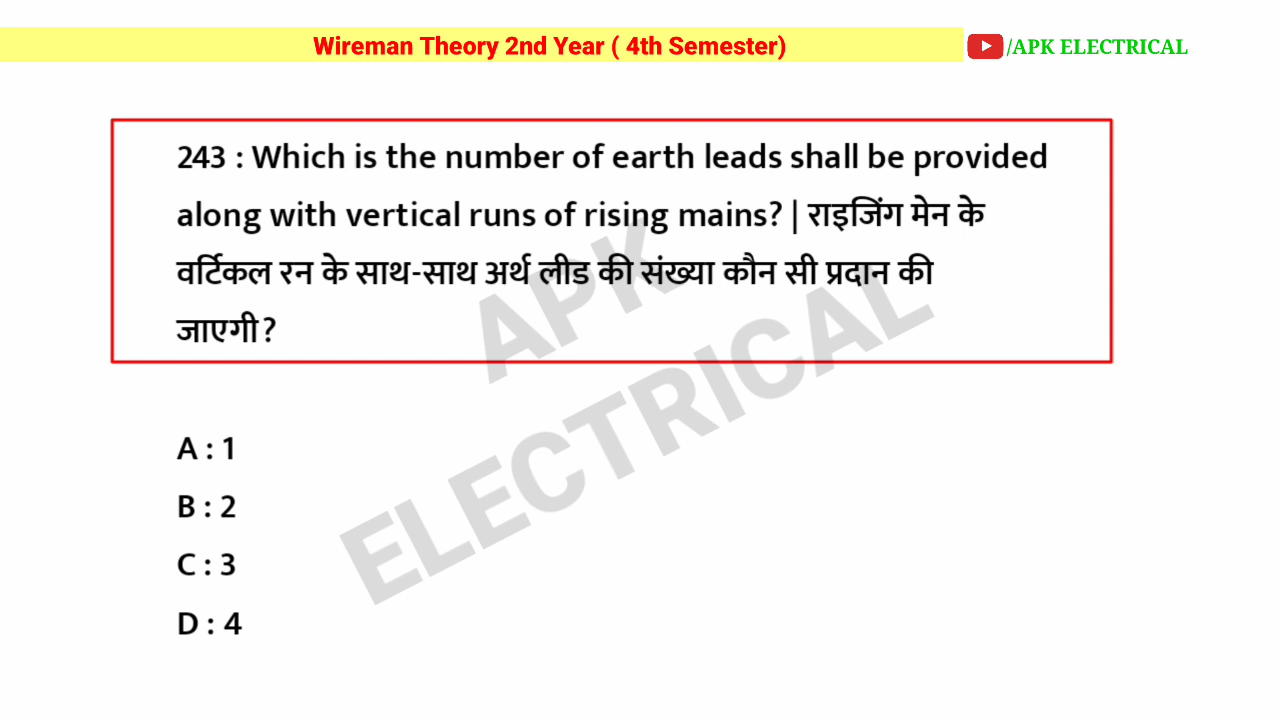 Wireman Theory 2nd Year ( 4th Semester)
/APK ELECTRICAL
243 : Which is the number of earth leads shall be provided
along with vertical runs of rising mains? | राइजिंग मेन के
वर्टिकल रन के साथ-साथ अर्थ लीड की संख्या कौन सी प्रदान की
जाएगी?
APK
ELECTRICAL
A : 1
B : 2
C : 3
D : 4